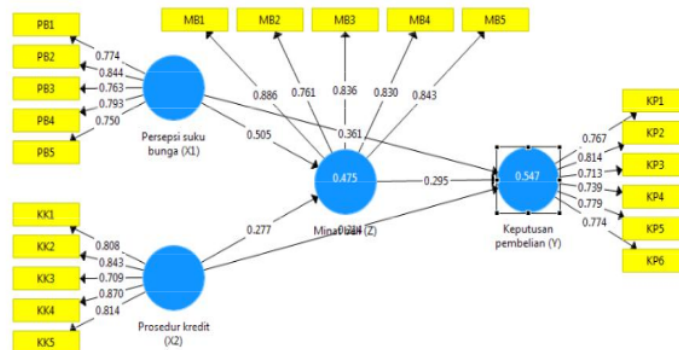 PB1
PB2
PB3
PB4
PB5
0.774
0.844
0.763
0.793
0.750
Persepsi suku
bunga (X1)
MB1
MB2
MB3
MB4
MB5
0.886
0.761
0.836
0.830
0.843
0.505
0.361
0.475
0.295
0.277
Keputusan
pembelian (Y)
0.547
KP1
KP2
KP3
KP4
KP5
KP6
0.767
0.814
0.713
0.739
0.779
0.774
KK1
KK2
KK3
KK4
KK5
0.808
0.843
0.709
0.870
0.814
Prosedur kredit
(X2)
(Z)